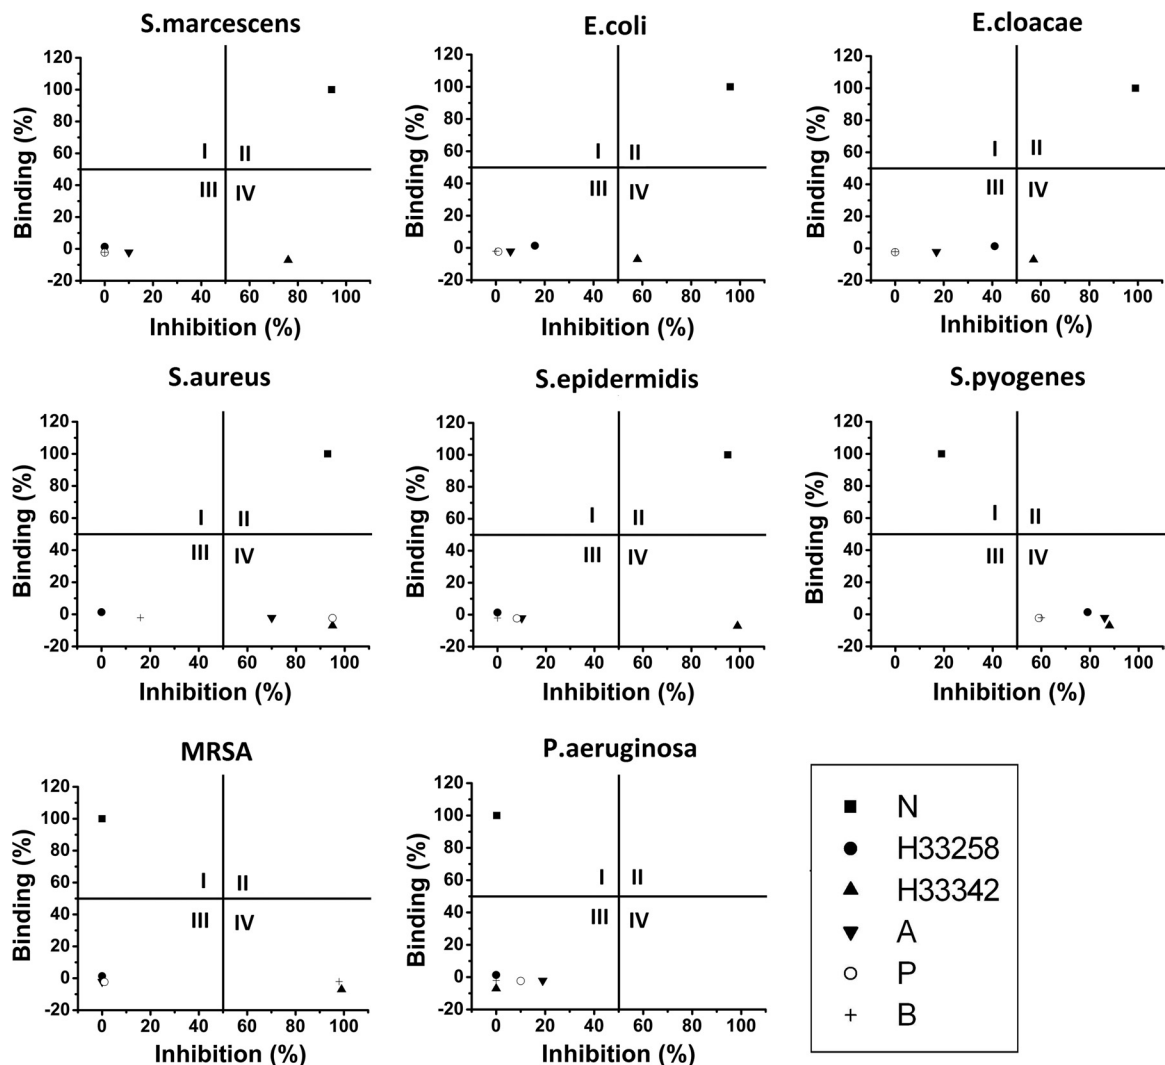 S.marcescens
120
100
80
60
40
20
0
-20
Binding (%)
I
II
III
IV
0 20 40 60 80 100
Inhibition (%)
E.coli
120
100
80
60
40
20
0
-20
Binding (%)
I
II
III
IV
0 20 40 60 80 100
Inhibition (%)
E.cloacae
120
100
80
60
40
20
0
-20
Binding (%)
I
II
III
IV
0 20 40 60 80 100
Inhibition (%)
S.aureus
120
100
80
60
40
20
0
-20
Binding (%)
I
II
III
IV
0 20 40 60 80 100
Inhibition (%)
S.epidermidis
120
100
80
60
40
20
0
-20
Binding (%)
I
II
III
IV
0 20 40 60 80 100
Inhibition (%)
S.pyogenes
120
100
80
60
40
20
0
-20
Binding (%)
I
II
III
IV
0 20 40 60 80 100
Inhibition (%)
MRSA
120
100
80
60
40
20
0
-20
Binding (%)
I
II
III
IV
0 20 40 60 80 100
Inhibition (%)
P.aeruginosa
120
100
80
60
40
20
0
-20
Binding (%)
I
II
III
IV
0 20 40 60 80 100
Inhibition (%)
N
H33258
H33342
A
P
B